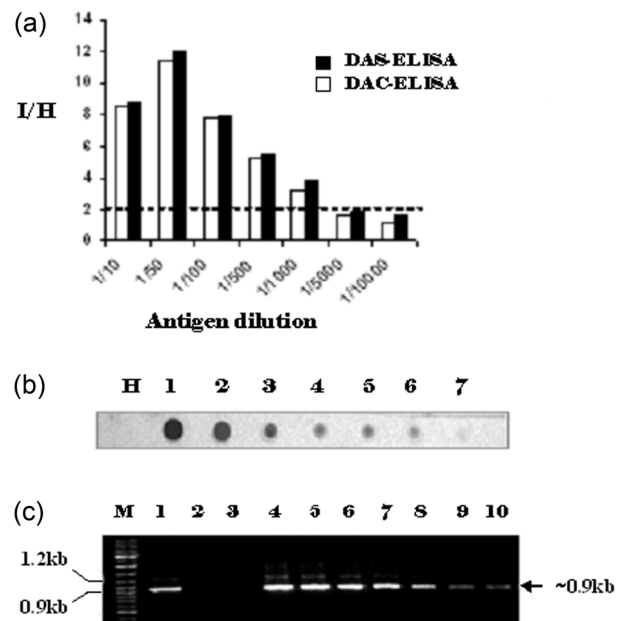 (a)
14
12
10
8
6
4
2
0
I/H
DAS-ELISA
DAC-ELISA
1/10
1/50
1/100
1/500
1/1000
1/5000
1/10000
Antigen dilution
(b)
H 1 2 3 4 5 6 7
(c)
M 1 2 3 4 5 6 7 8 9 10
1.2kb
0.9kb
~0.9kb